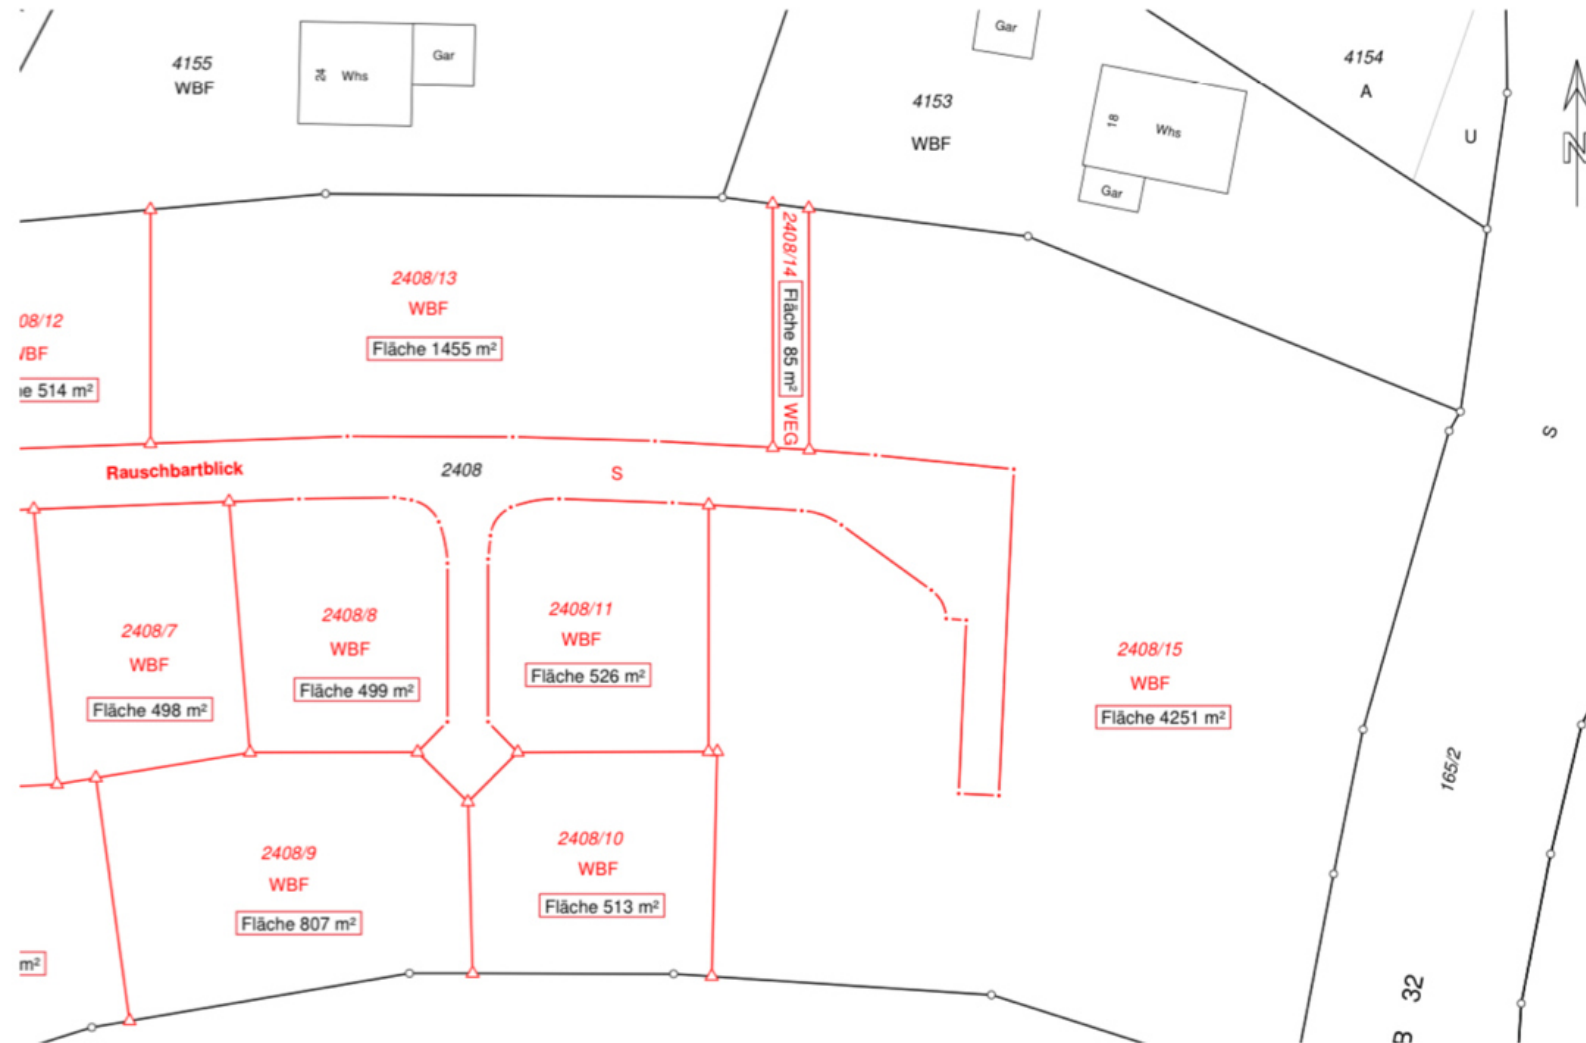 4155
WBF
24
Whs
Gar
Gar
4153
WBF
18
Whs
Gar
4154
A
U
N
2408/13
WBF
Fläche 1455 m²
08/12
WBF
514 m²
2408/14
Fläche 85 m²
WEG
S
Rauschbartblick
2408
S
2408/7
WBF
Fläche 498 m²
2408/8
WBF
Fläche 499 m²
2408/11
WBF
Fläche 526 m²
2408/15
WBF
Fläche 4251 m²
165/2
2408/9
WBF
Fläche 807 m²
2408/10
WBF
Fläche 513 m²
m²
B 32